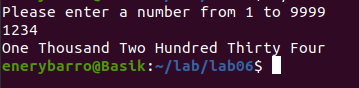 Please enter a number from 1 to 9999
1234
One Thousand Two Hundred Thirty Four
enerybarro@Basik:~/lab/lab06$